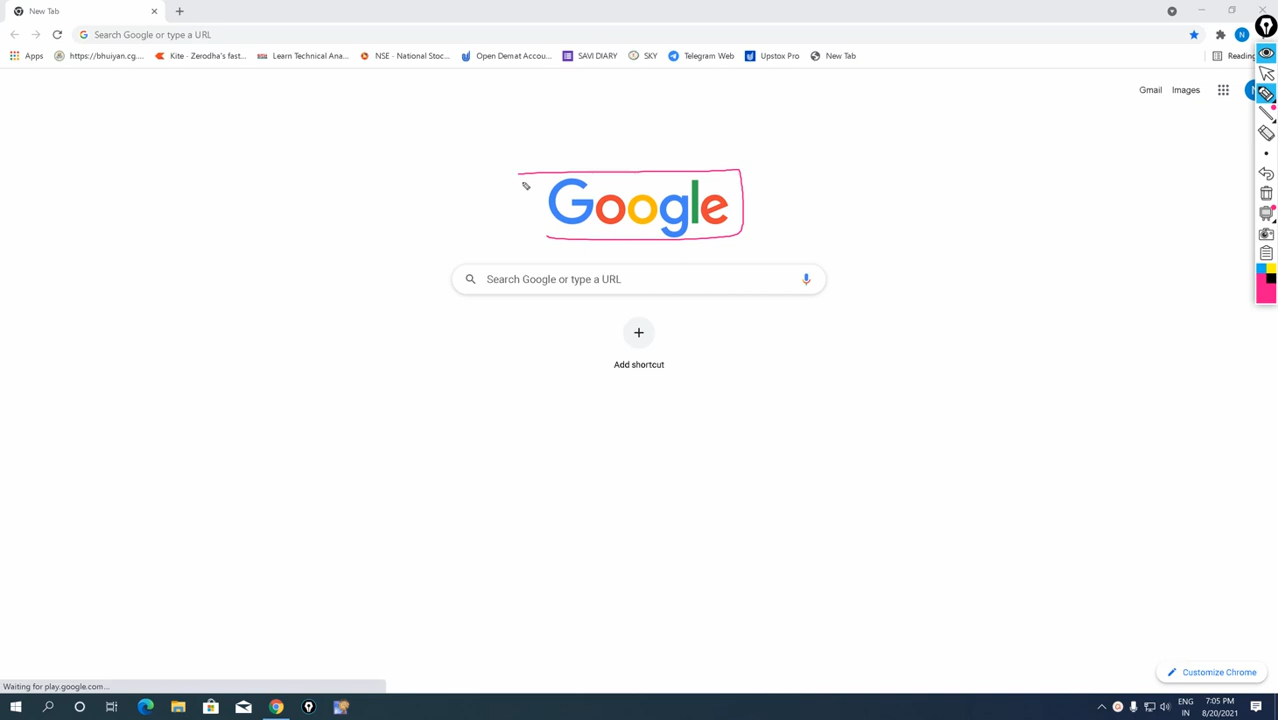 New Tab
Search Google or type a URL
Apps https://bhuiyan.cg.... Kite - Zerodha's fast... Learn Technical Ana... NSE - National Stoc... Open Demat Accou... SAVI DIARY SKY Telegram Web Upstox Pro New Tab Reading
Gmail Images
Google
Search Google or type a URL
Add shortcut
Customize Chrome
Waiting for play.google.com...
ENG 7:05 PM
IN 8/20/2021